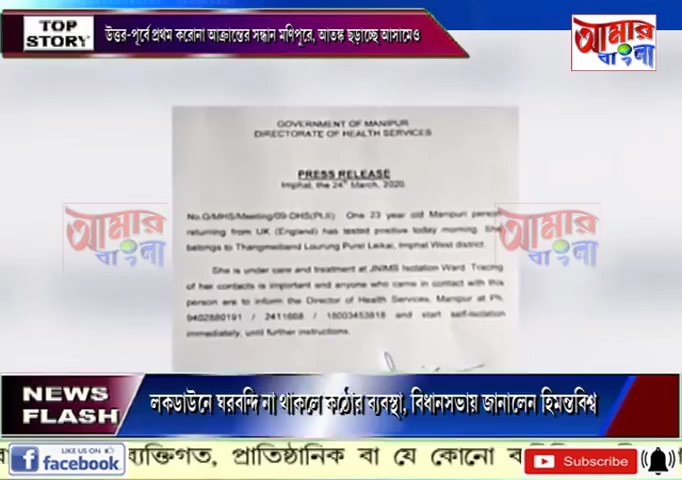 TOP
STORY
উত্তর-পূর্বে প্রথম করোনা আক্রান্তের সন্ধান মণিপুরে, আতঙ্ক ছড়াচ্ছে আসামেও
আমার
বাংলা
GOVERNMENT OF MANIPUR
DIRECTORATE OF HEALTH SERVICES
PRESS RELEASE
Imphal, the 24th March, 2020
No.G/MHS/Meeting/09-DHS(Pt.II) One 23 year old Manipuri person
returning from UK (England) has tested positive today morning. She
belongs to Thangmeiband Lourung Purel Leikai, Imphal West district.
She is under care and treatment at JNIMS Isolation Ward. Tracing
of her contacts is important and anyone who came in contact with this
person are to inform the Director of Health Services, Manipur at Ph.
9402880191 / 2411668 / 18003453818 and start self-isolation
immediately, until further instructions.
আমার
বাংলা
আমার
বাংলা
NEWS
FLASH
লকডাউনে ঘরবন্দি না থাকলে কঠোর ব্যবস্থা, বিধানসভায় জানালেন হিমন্তবিশ্ব
LIKE US ON
facebook
ব্যক্তিগত, প্রাতিষ্ঠানিক বা যে কোনো
Subscribe